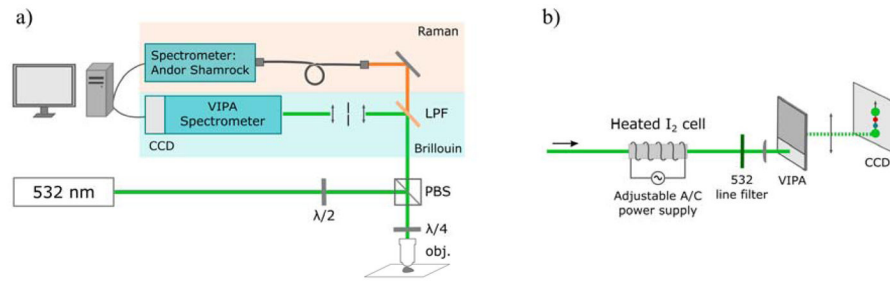 a)
Raman
Spectrometer:
Andor Shamrock
LPF
VIPA
Spectrometer
CCD
Brillouin
532 nm
λ/2
PBS
λ/4
obj.
b)
Heated I₂ cell
Adjustable A/C
power supply
532
line filter
VIPA
CCD